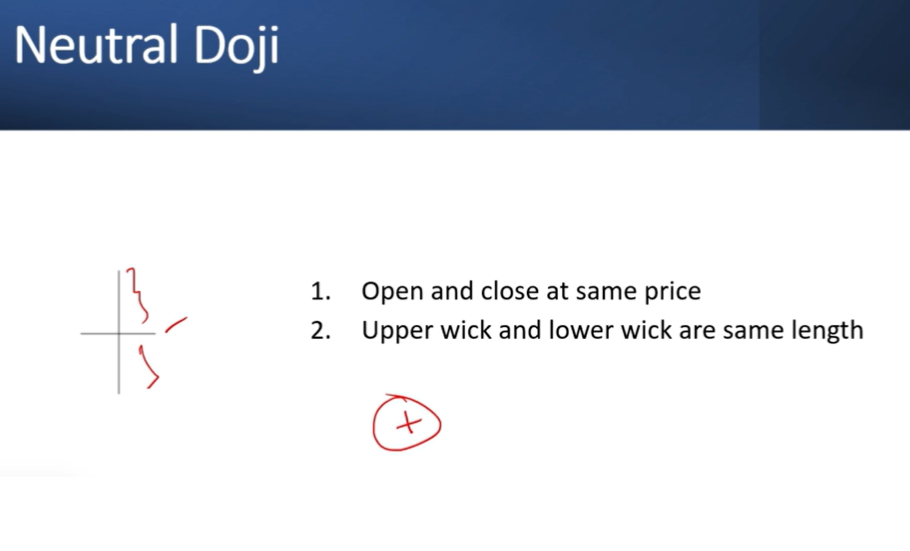 Neutral Doji
1. Open and close at same price
2. Upper wick and lower wick are same length
+